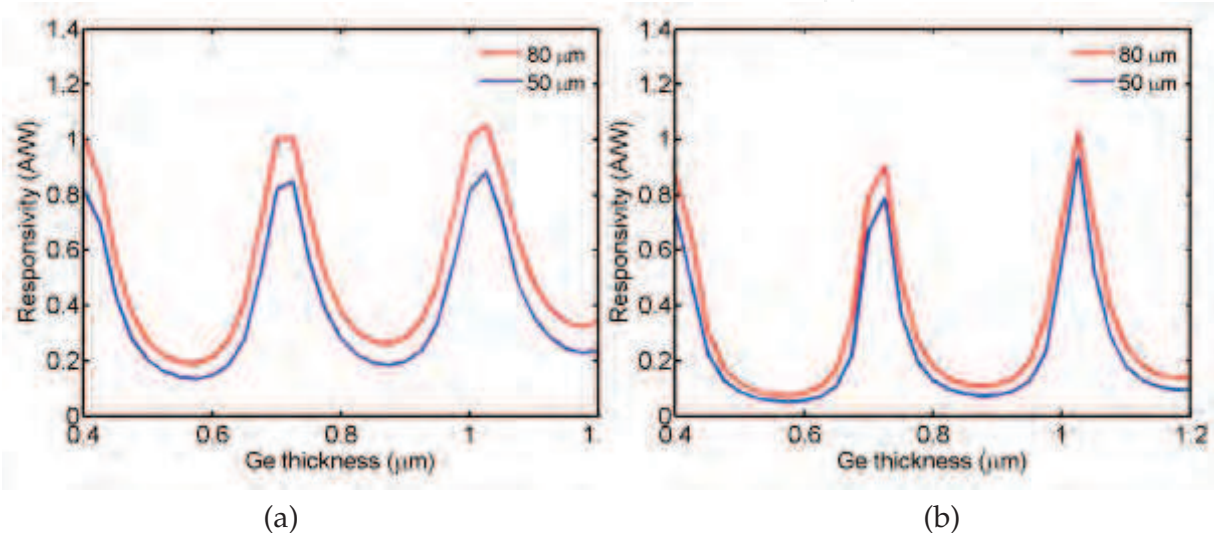 1.4
1.2
1
0.8
0.6
0.4
0.2
0
Responsivity (A/W)
80 μm
50 μm
0.4 0.6 0.8 1 1.
Ge thickness (μm)
(a)
1.4
1.2
1
0.8
0.6
0.4
0.2
0
Responsivity (A/W)
80 μm
50 μm
0.4 0.6 0.8 1 1.2
Ge thickness (μm)
(b)